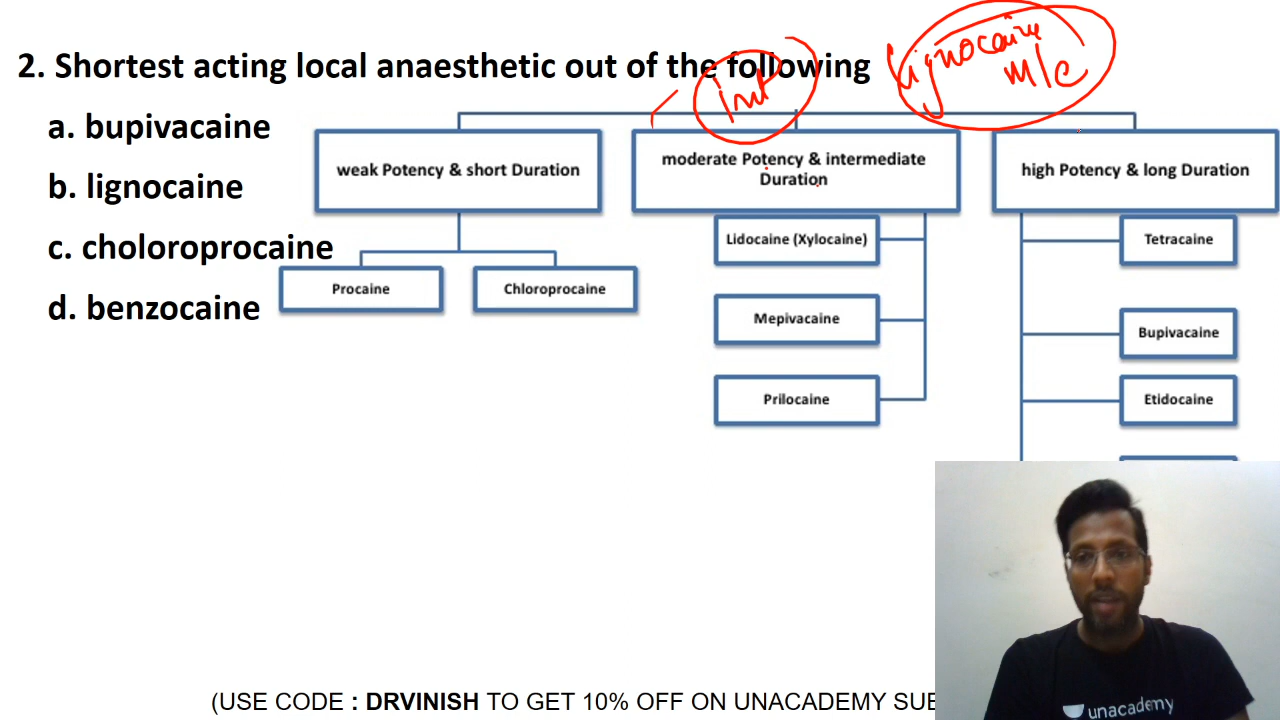 2. Shortest acting local anaesthetic out of the following
lignocaine
m/c
imp
a. bupivacaine
b. lignocaine
c. choloroprocaine
d. benzocaine
weak Potency & short Duration
Procaine
Chloroprocaine
moderate Potency & intermediate
Duration
Lidocaine (Xylocaine)
Mepivacaine
Prilocaine
high Potency & long Duration
Tetracaine
Bupivacaine
Etidocaine
unacademy
(USE CODE : DRVINISH TO GET 10% OFF ON UNACADEMY SUB